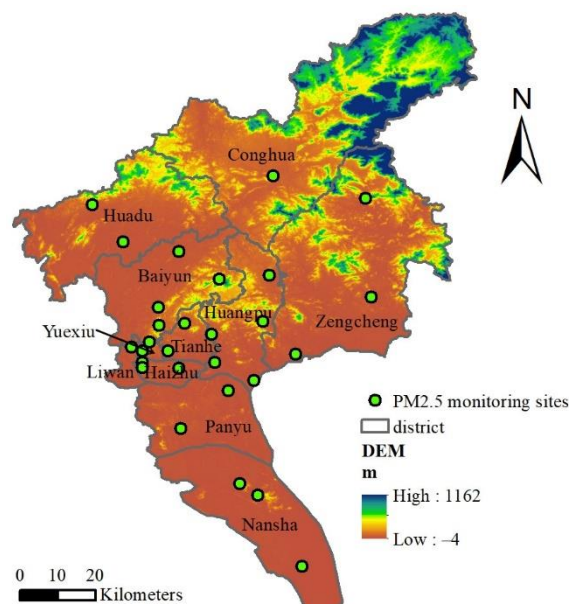 N
Conghua
Huadu
Baiyun
Huangpu
Zengcheng
Yuexiu
Tianhe
Liwan
Haizhu
PM2.5 monitoring sites
district
Panyu
DEM
m
High : 1162
Nansha
Low : –4
0 10 20
Kilometers